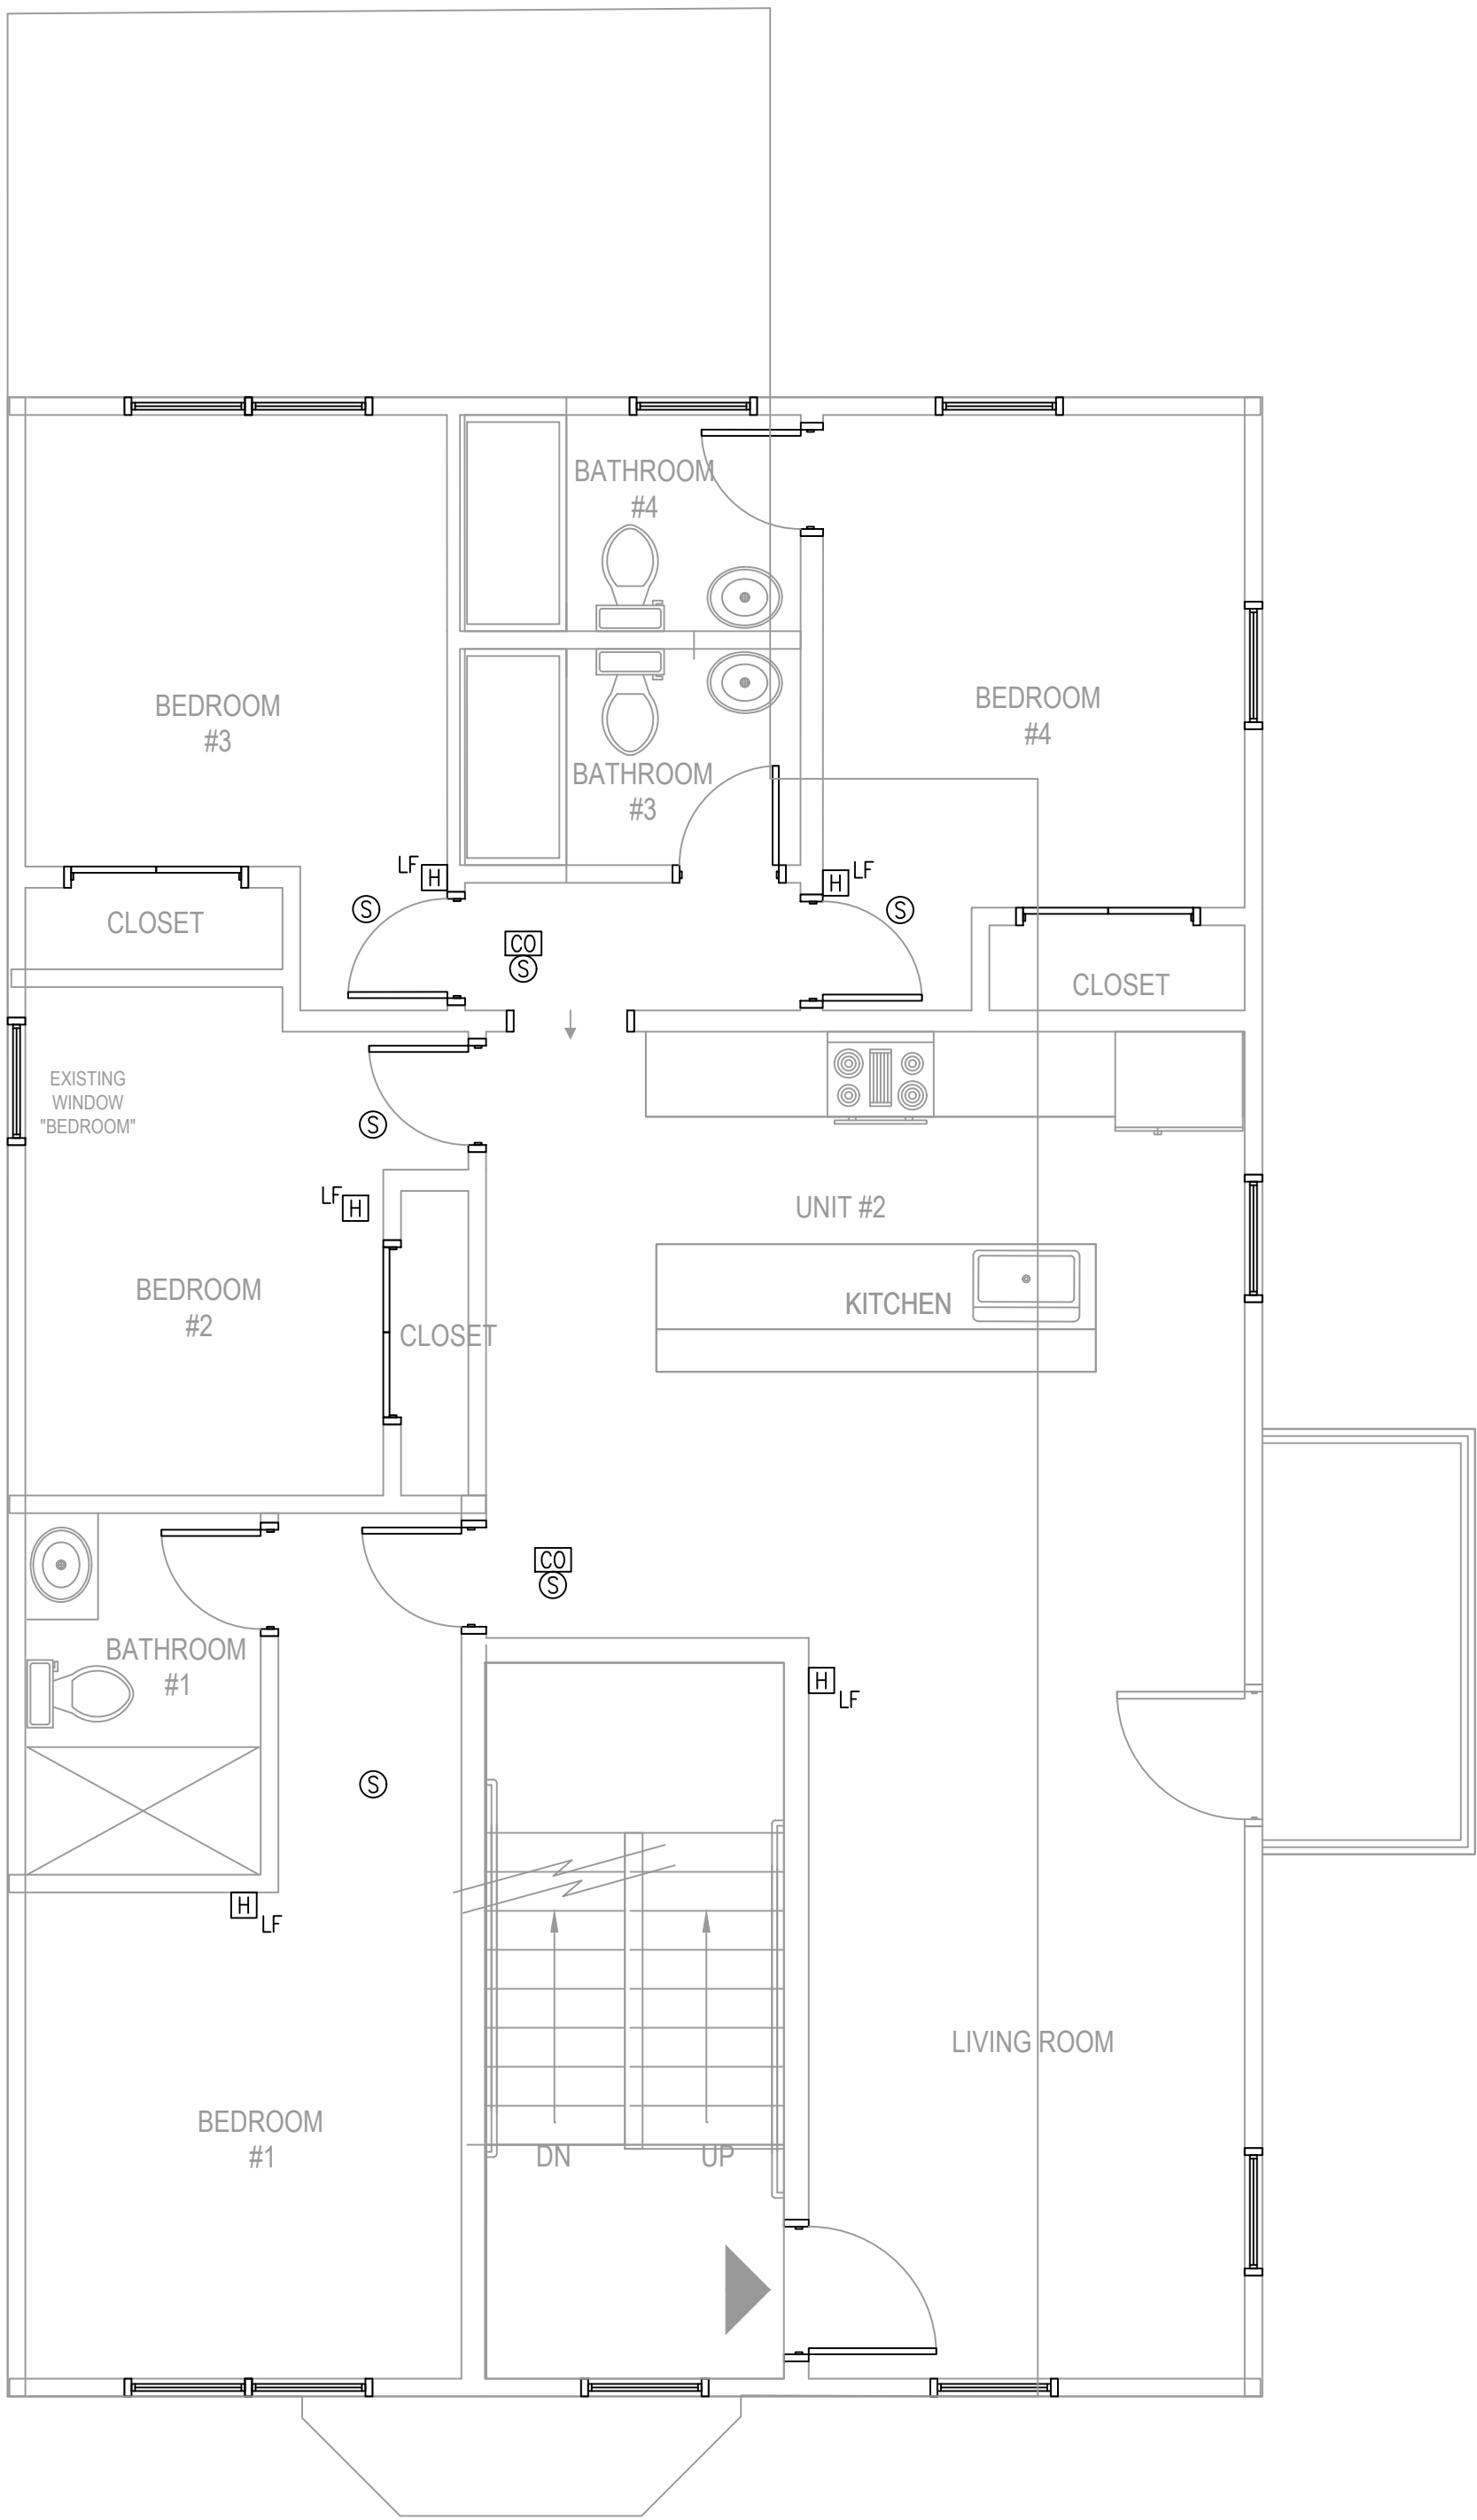 BATHROOM
#4
BEDROOM
#3
BEDROOM
#4
BATHROOM
#3
LF
H
LF
H
S
S
CLOSET
CO
S
CLOSET
EXISTING
WINDOW
"BEDROOM"
S
LF
H
UNIT #2
BEDROOM
#2
KITCHEN
CLOSET
CO
S
BATHROOM
#1
H
LF
S
H
LF
LIVING ROOM
BEDROOM
#1
DN
UP